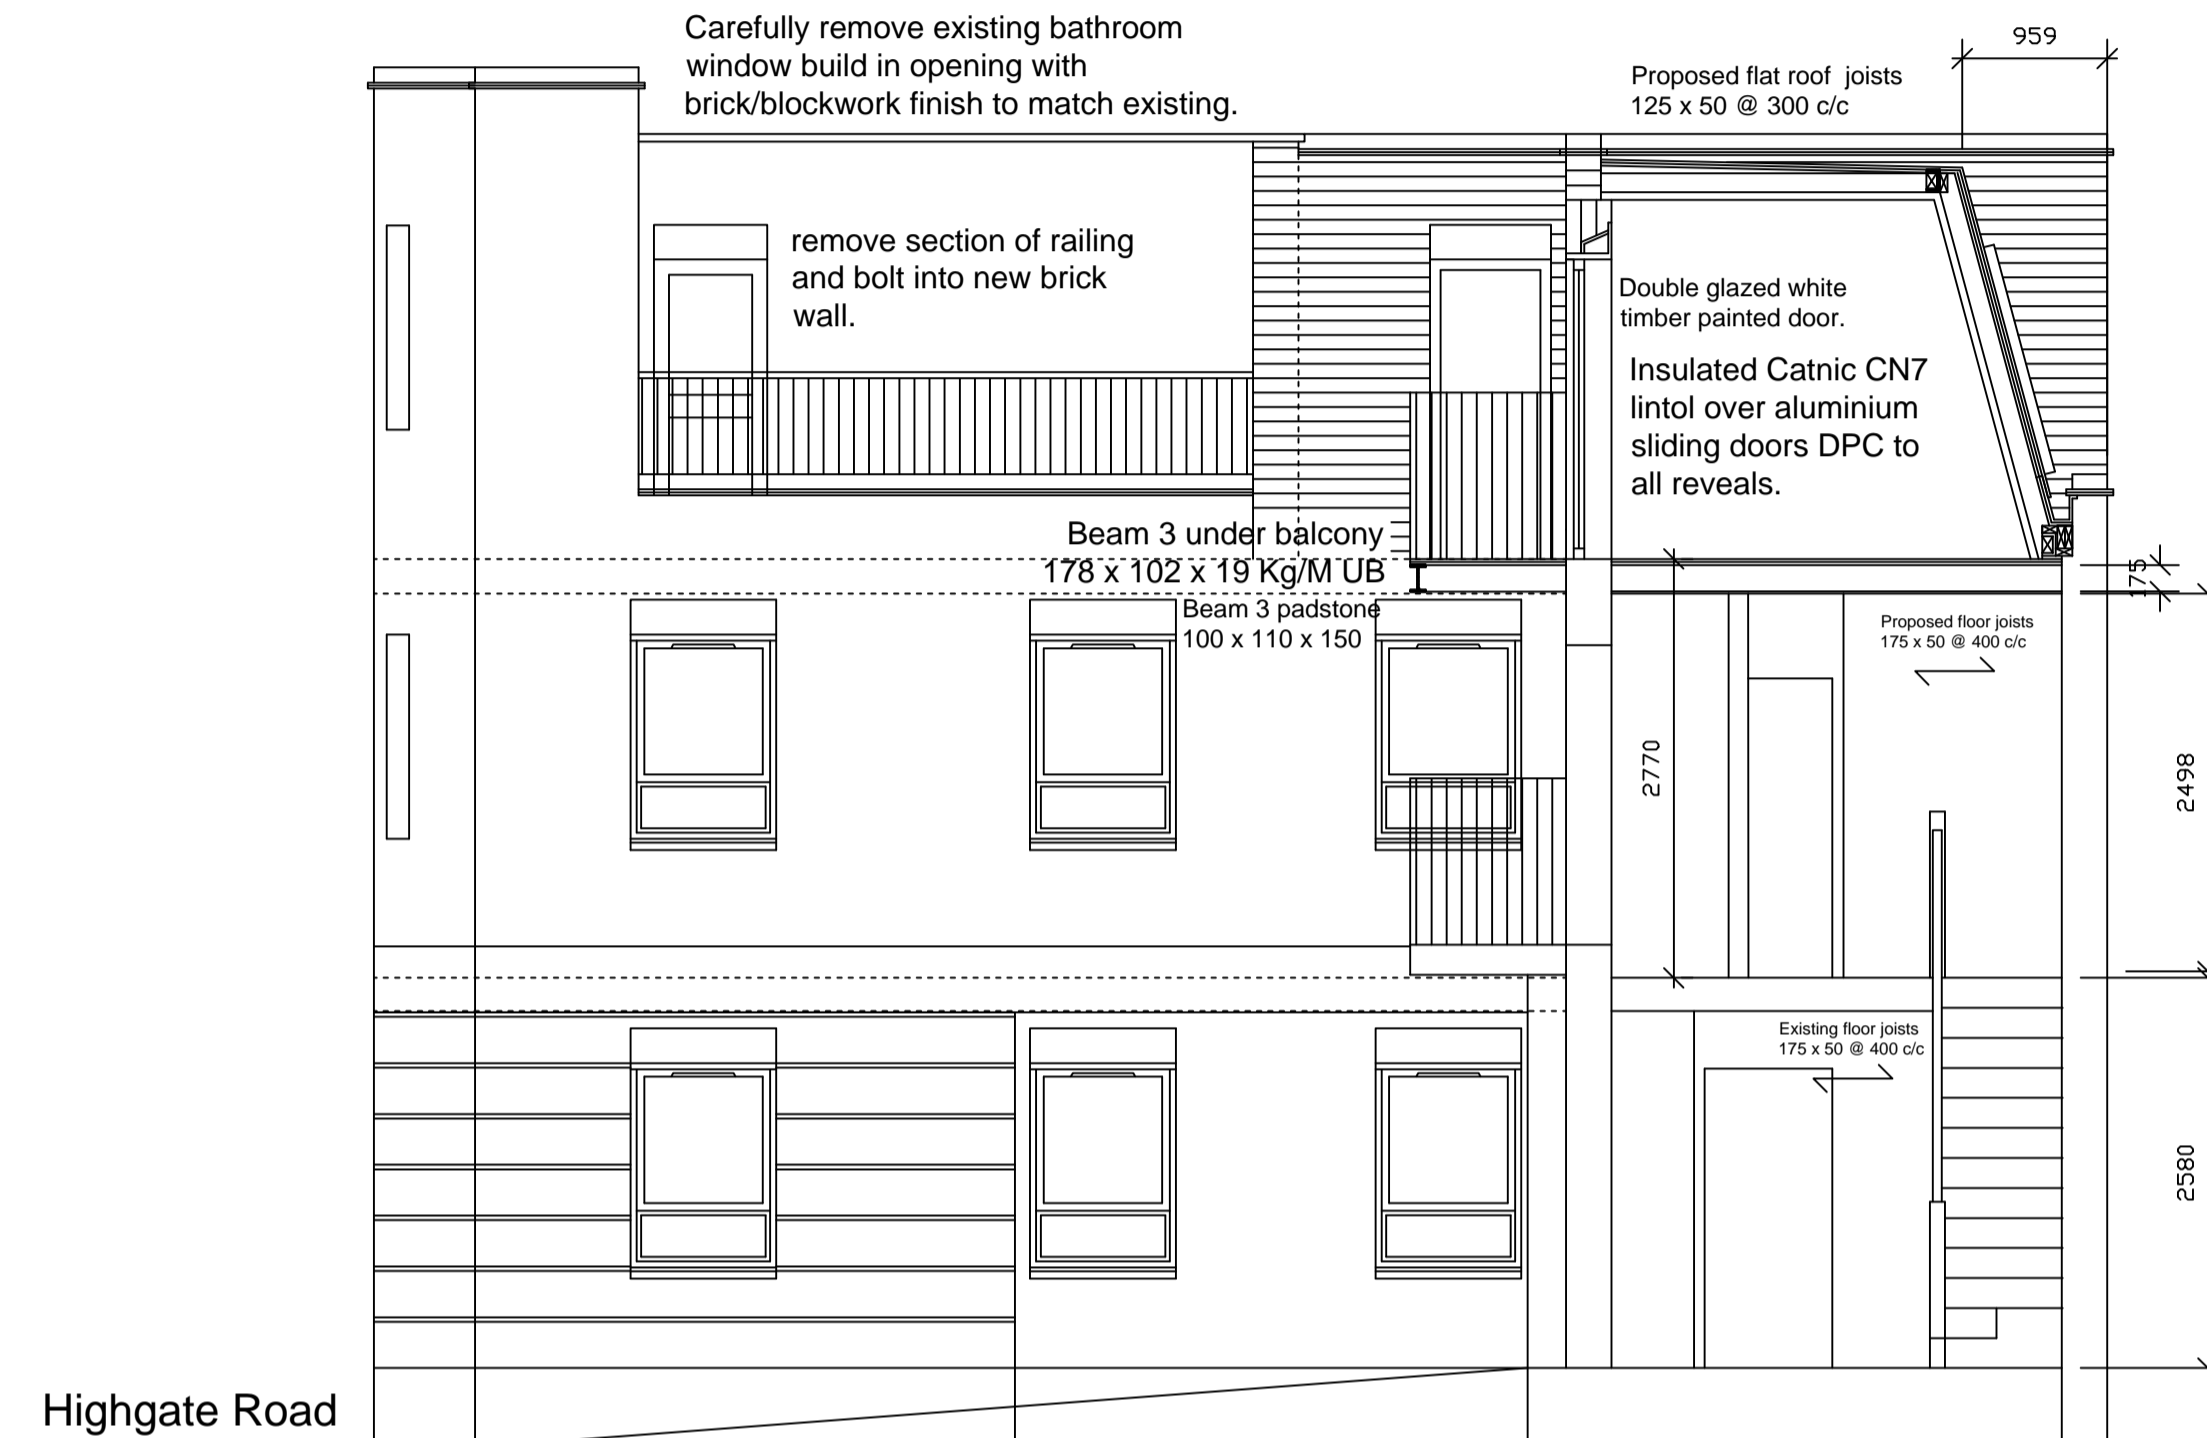 Carefully remove existing bathroom
window build in opening with
brick/blockwork finish to match existing.
959
Proposed flat roof joists
125 x 50 @ 300 c/c
remove section of railing
and bolt into new brick
wall.
Double glazed white
timber painted door.
Insulated Catnic CN7
lintol over aluminium
sliding doors DPC to
all reveals.
Beam 3 under balcony
178 x 102 x 19 Kg/M UB
Beam 3 padstone
100 x 110 x 150
175
Proposed floor joists
175 x 50 @ 400 c/c
2770
2498
Existing floor joists
175 x 50 @ 400 c/c
2580
Highgate Road